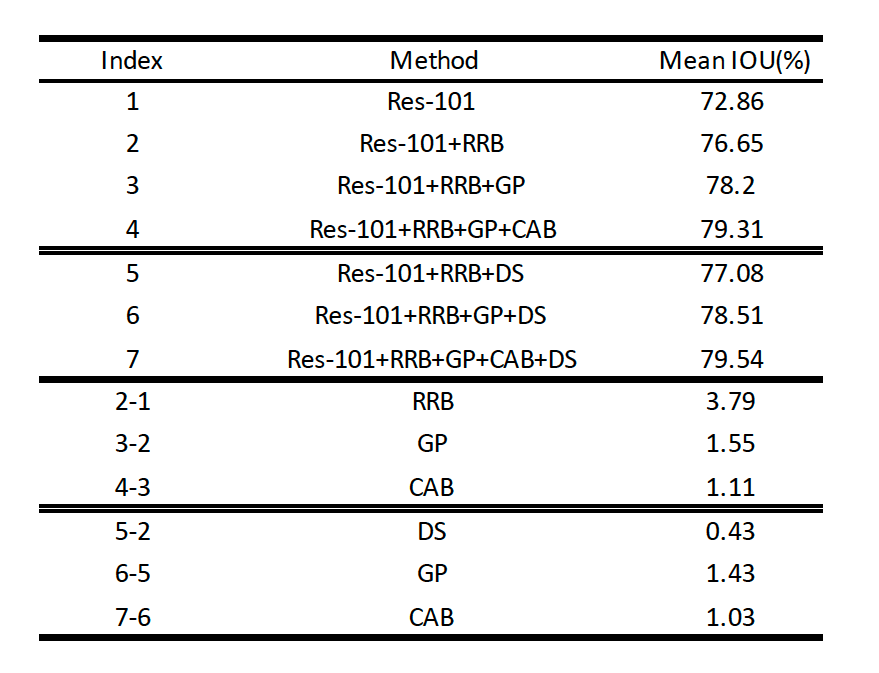 Index Method Mean IOU(%)
1 Res-101 72.86
2 Res-101+RRB 76.65
3 Res-101+RRB+GP 78.2
4 Res-101+RRB+GP+CAB 79.31
5 Res-101+RRB+DS 77.08
6 Res-101+RRB+GP+DS 78.51
7 Res-101+RRB+GP+CAB+DS 79.54
2-1 RRB 3.79
3-2 GP 1.55
4-3 CAB 1.11
5-2 DS 0.43
6-5 GP 1.43
7-6 CAB 1.03